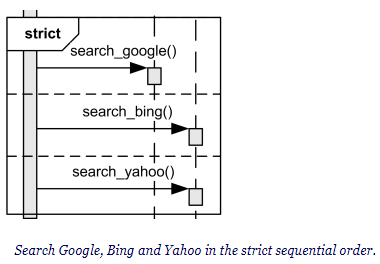 strict
search_google()
search_bing()
search_yahoo()
Search Google, Bing and Yahoo in the strict sequential order.